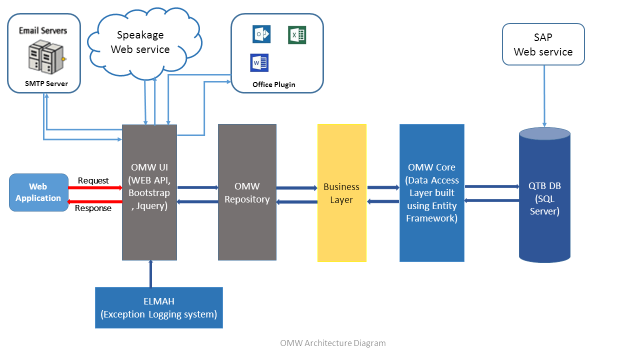 Email Servers
SMTP Server
Speakage
Web service
O
X
W
Office Plugin
SAP
Web service
Web
Application
Request
Response
OMW UI
(WEB API,
Bootstrap
, Jquery)
OMW
Repository
Business
Layer
OMW Core
(Data Access
Layer built
using Entity
Framework)
QTB DB
(SQL
Server)
ELMAH
(Exception Logging system)
OMW Architecture Diagram